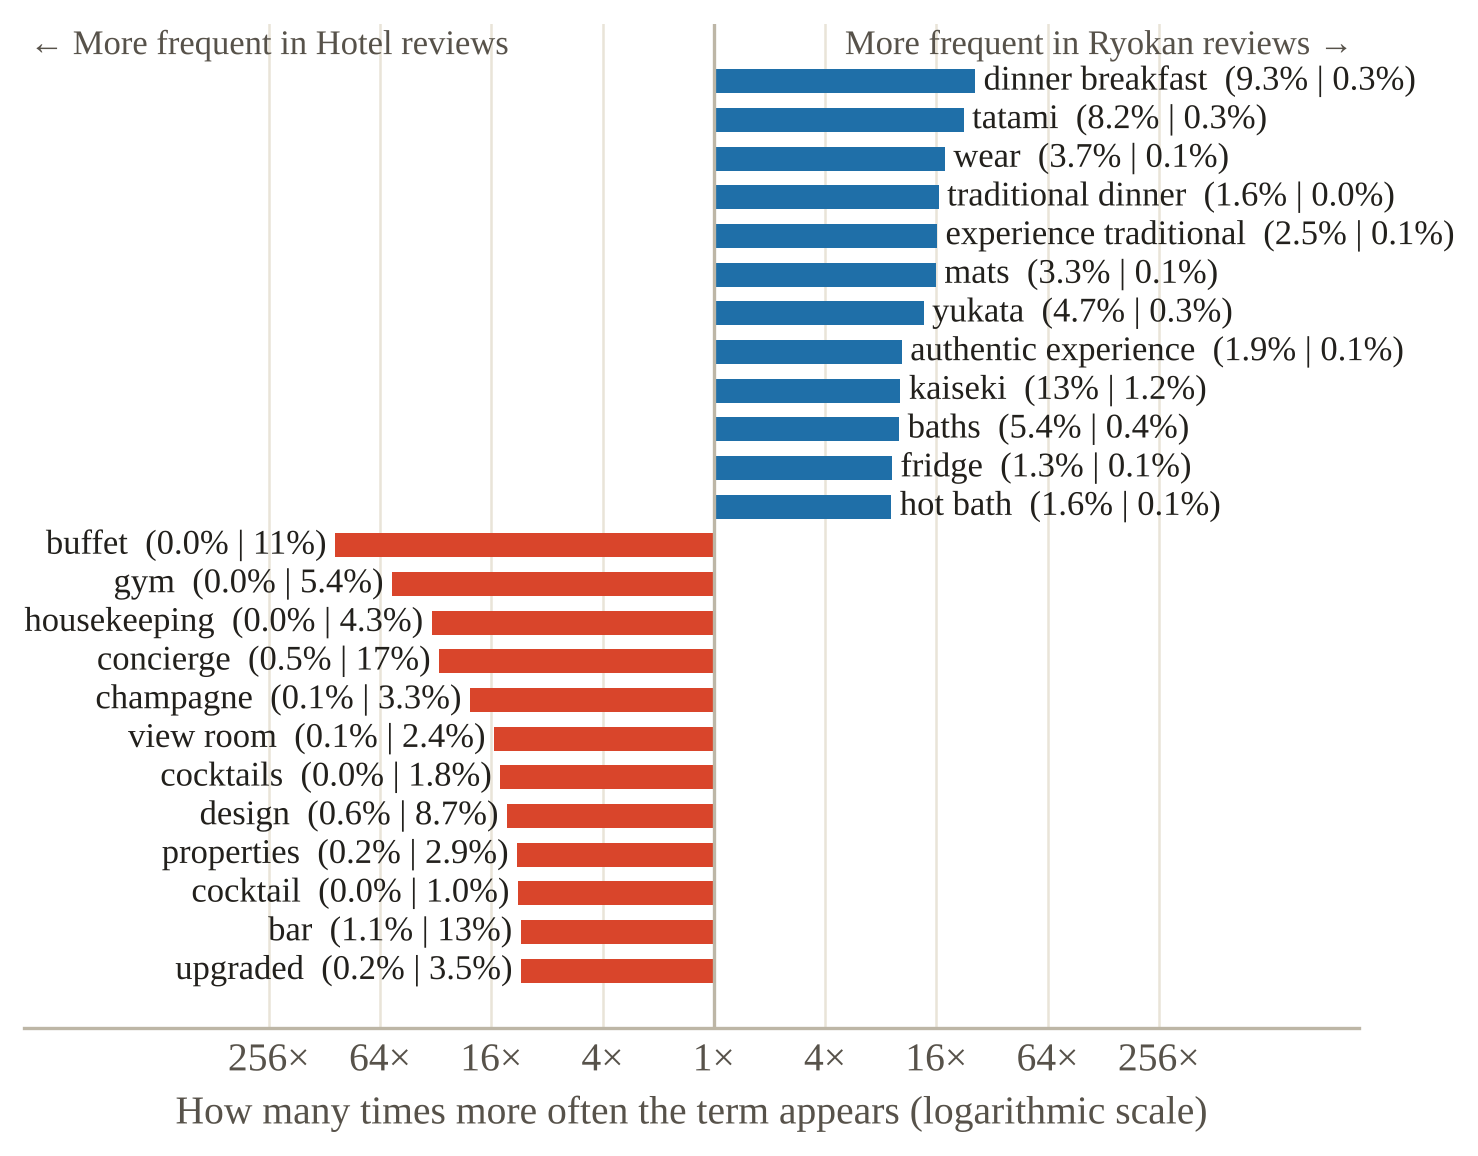 ← More frequent in Hotel reviews
More frequent in Ryokan reviews →
dinner breakfast (9.3% | 0.3%)
tatami (8.2% | 0.3%)
wear (3.7% | 0.1%)
traditional dinner (1.6% | 0.0%)
experience traditional (2.5% | 0.1%)
mats (3.3% | 0.1%)
yukata (4.7% | 0.3%)
authentic experience (1.9% | 0.1%)
kaiseki (13% | 1.2%)
baths (5.4% | 0.4%)
fridge (1.3% | 0.1%)
hot bath (1.6% | 0.1%)
buffet (0.0% | 11%)
gym (0.0% | 5.4%)
housekeeping (0.0% | 4.3%)
concierge (0.5% | 17%)
champagne (0.1% | 3.3%)
view room (0.1% | 2.4%)
cocktails (0.0% | 1.8%)
design (0.6% | 8.7%)
properties (0.2% | 2.9%)
cocktail (0.0% | 1.0%)
bar (1.1% | 13%)
upgraded (0.2% | 3.5%)
256× 64× 16× 4× 1× 4× 16× 64× 256×
How many times more often the term appears (logarithmic scale)